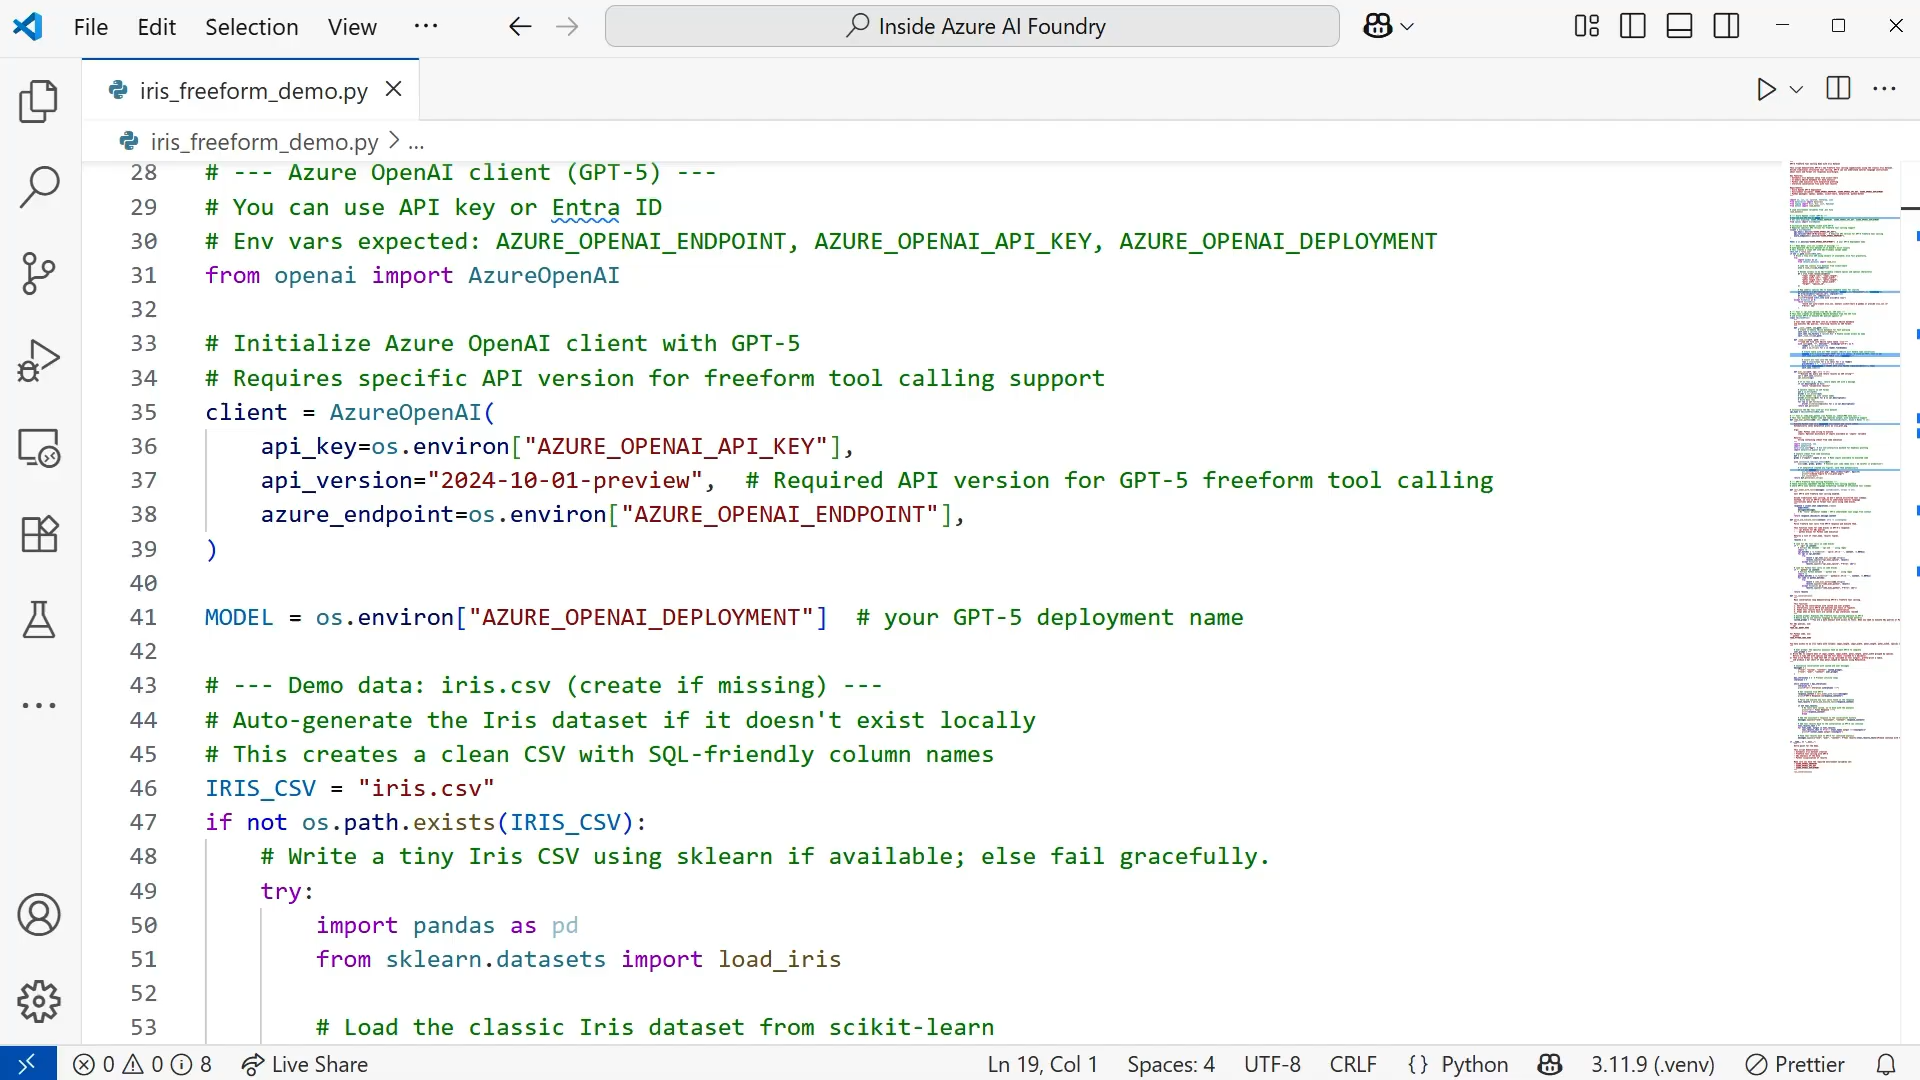 File Edit Selection View ··· Inside Azure AI Foundry
iris_freeform_demo.py
iris_freeform_demo.py > ...
28 # --- Azure OpenAI client (GPT-5) ---
29 # You can use API key or Entra ID
30 # Env vars expected: AZURE_OPENAI_ENDPOINT, AZURE_OPENAI_API_KEY, AZURE_OPENAI_DEPLOYMENT
31 from openai import AzureOpenAI
32
33 # Initialize Azure OpenAI client with GPT-5
34 # Requires specific API version for freeform tool calling support
35 client = AzureOpenAI(
36     api_key=os.environ["AZURE_OPENAI_API_KEY"],
37     api_version="2024-10-01-preview",  # Required API version for GPT-5 freeform tool calling
38     azure_endpoint=os.environ["AZURE_OPENAI_ENDPOINT"],
39 )
40
41 MODEL = os.environ["AZURE_OPENAI_DEPLOYMENT"]  # your GPT-5 deployment name
42
43 # --- Demo data: iris.csv (create if missing) ---
44 # Auto-generate the Iris dataset if it doesn't exist locally
45 # This creates a clean CSV with SQL-friendly column names
46 IRIS_CSV = "iris.csv"
47 if not os.path.exists(IRIS_CSV):
48     # Write a tiny Iris CSV using sklearn if available; else fail gracefully.
49     try:
50         import pandas as pd
51         from sklearn.datasets import load_iris
52
53         # Load the classic Iris dataset from scikit-learn
0 0 8 Live Share Ln 19, Col 1 Spaces: 4 UTF-8 CRLF {} Python 3.11.9 (.venv) Prettier